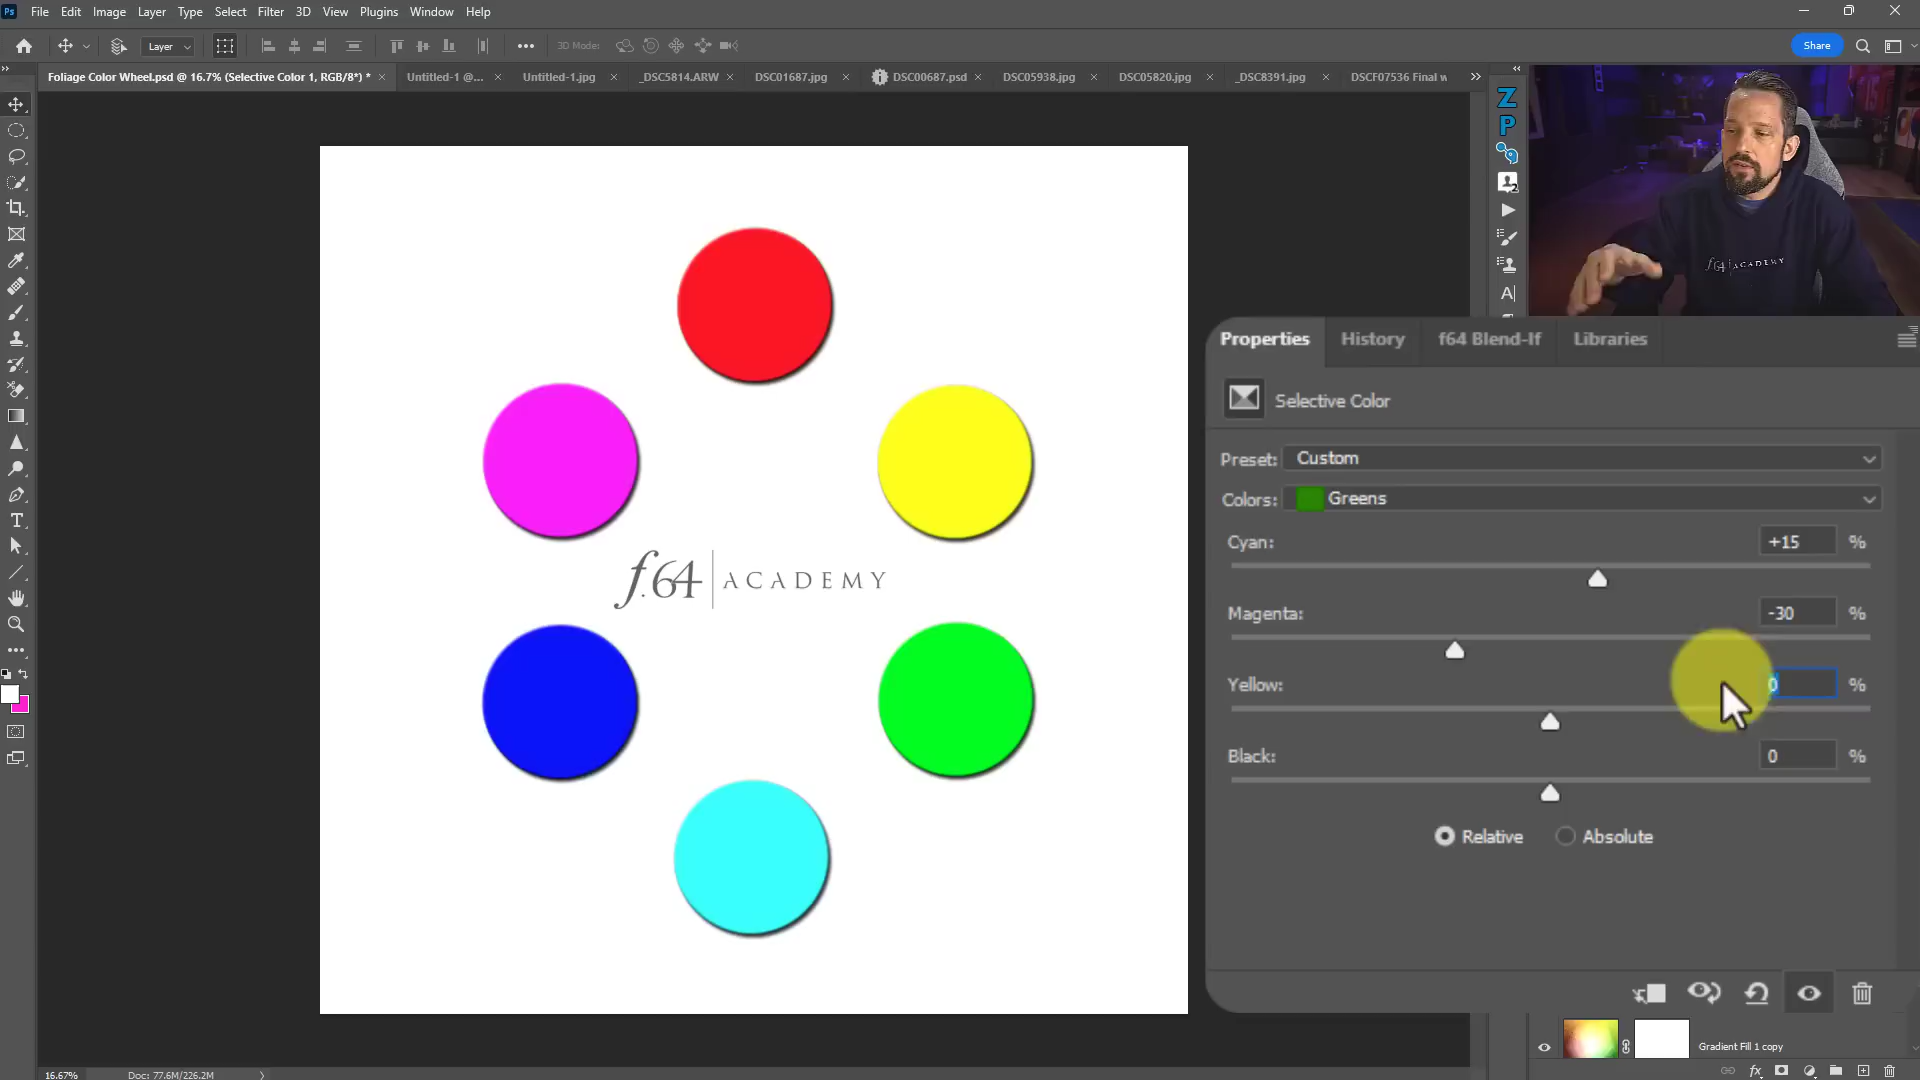 Ps File Edit Image Layer Type Select Filter 3D View Plugins Window Help
Layer 3D Mode: Share
Foliage Color Wheel.psd @ 16.7% (Selective Color 1, RGB/8*) * Untitled-1 @... Untitled-1.jpg _DSC5814.ARW DSC01687.jpg DSC00687.psd DSC05938.jpg DSC05820.jpg _DSC8391.jpg DSCF07536 Final w
f.64 ACADEMY
Properties History f64 Blend-If Libraries
Selective Color
Preset: Custom
Colors: Greens
Cyan: +15 %
Magenta: -30 %
Yellow: 0 %
Black: 0 %
Relative Absolute
f.64 | ACADEMY
Gradient Fill 1 copy
16.67% Doc: 77.6M/226.2M